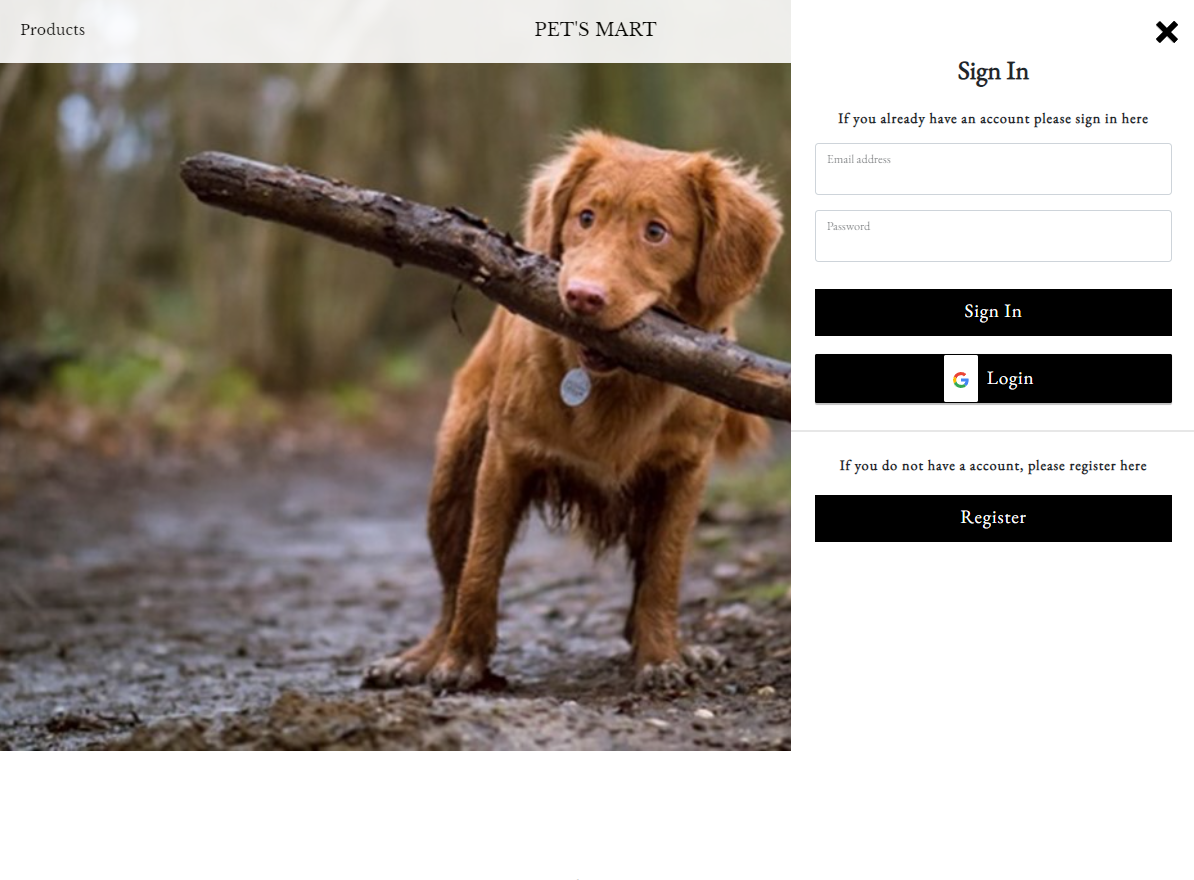 Products
PET'S MART
Sign In
If you already have an account please sign in here
Email address
Password
Sign In
Login
If you do not have a account, please register here
Register